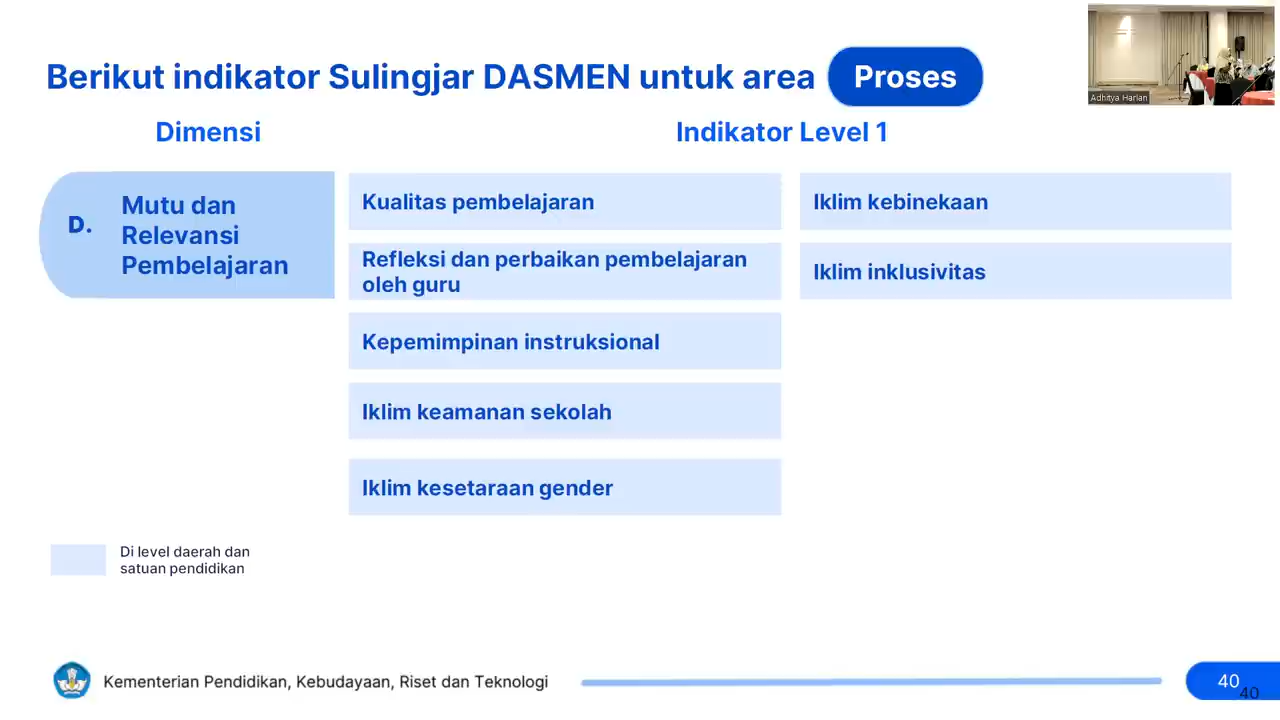 Berikut indikator Sulingjar DASMEN untuk area Proses
Adhitya Harlan
Dimensi
Indikator Level 1
D.
Mutu dan
Relevansi
Pembelajaran
Kualitas pembelajaran
Refleksi dan perbaikan pembelajaran
oleh guru
Kepemimpinan instruksional
Iklim keamanan sekolah
Iklim kesetaraan gender
Iklim kebinekaan
Iklim inklusivitas
Di level daerah dan
satuan pendidikan
Kementerian Pendidikan, Kebudayaan, Riset dan Teknologi
40
40